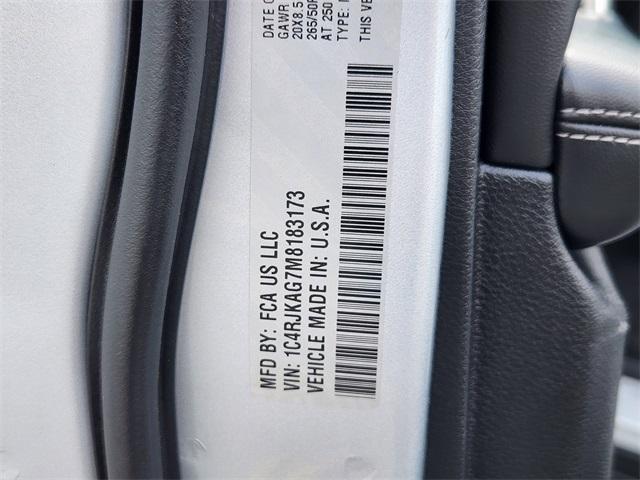 MFD BY: FCA US LLC
VIN: 1C4RJKAG7M8183173
VEHICLE MADE IN: U.S.A.
DATE O
GAWR
20X8.5
265/50R
AT 250
TYPE:
THIS VE